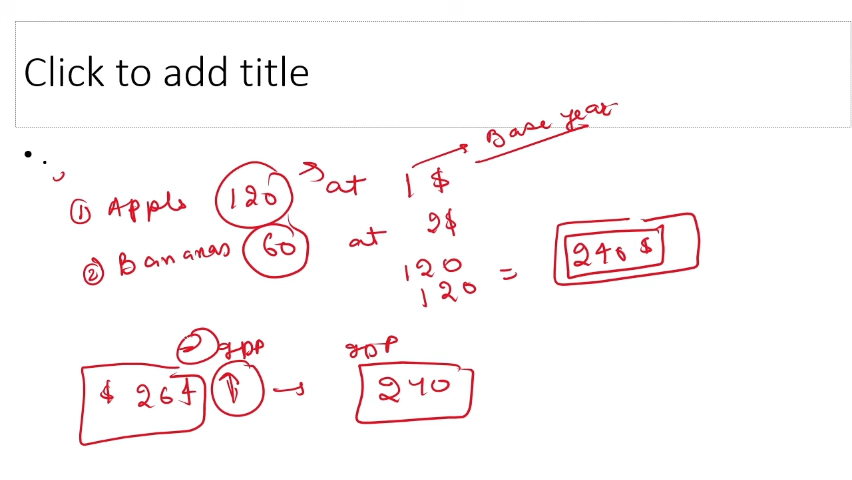 Click to add title
Base year
• .
① Apple 120 → at 1 $
② Bananas 60 at 2$
120
120 = 240 $
gDP gDP
$ 264 ↑ → 240